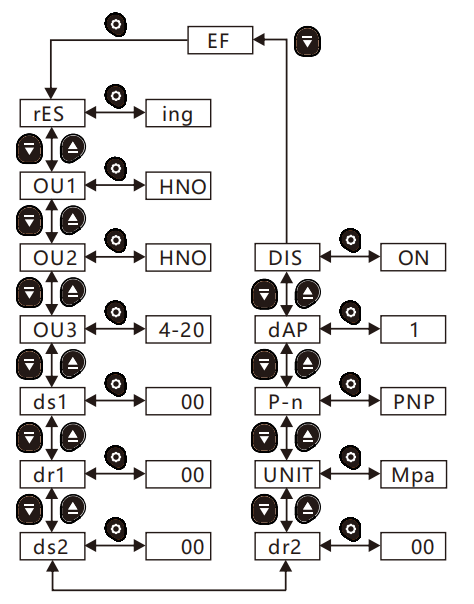 EF
rES ing
OU1 HNO
OU2 HNO
DIS ON
OU3 4-20
dAP 1
ds1 00
P-n PNP
dr1 00
UNIT Mpa
ds2 00
dr2 00